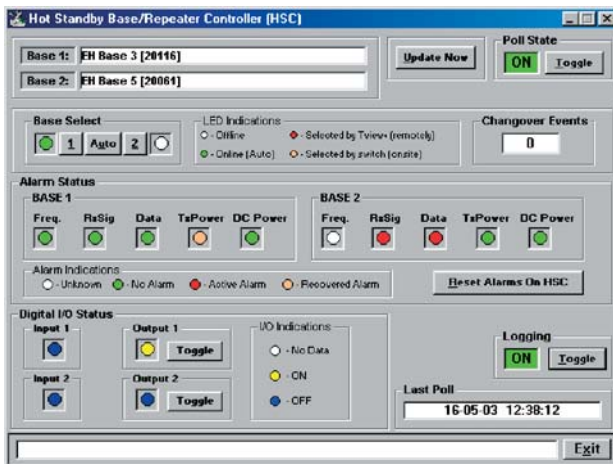 Hot Standby Base/Repeater Controller (HSC)
Base 1: EH Base 3 [20116]
Base 2: EH Base 5 [20061]
Update Now
Poll State
ON Toggle
Base Select
1 Auto 2
LED Indications
- Offline - Selected by Tview+ (remotely)
- Online (Auto) - Selected by switch (onsite)
Changover Events
0
Alarm Status
BASE 1
Freq. RxSig Data TxPower DC Power
BASE 2
Freq. RxSig Data TxPower DC Power
Alarm Indications
- Unknown - No Alarm - Active Alarm - Recovered Alarm
Reset Alarms On HSC
Digital I/O Status
Input 1
Output 1
Toggle
Input 2
Output 2
Toggle
I/O Indications
- No Data
- ON
- OFF
Logging
ON Toggle
Last Poll
16-05-03 12:38:12
Exit